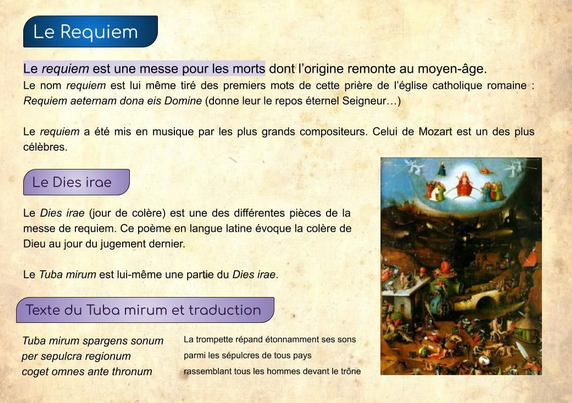 Le Requiem
Le requiem est une messe pour les morts dont l'origine remonte au moyen-âge.
Le nom requiem est lui même tiré des premiers mots de cette prière de l'église catholique romaine :
Requiem aeternam dona eis Domine (donne leur le repos éternel Seigneur…)
Le requiem a été mis en musique par les plus grands compositeurs. Celui de Mozart est un des plus
célèbres.
Le Dies irae
Le Dies irae (jour de colère) est une des différentes pièces de la
messe de requiem. Ce poème en langue latine évoque la colère de
Dieu au jour du jugement dernier.
Le Tuba mirum est lui-même une partie du Dies irae.
Texte du Tuba mirum et traduction
Tuba mirum spargens sonum
per sepulcra regionum
coget omnes ante thronum
La trompette répand étonnamment ses sons
parmi les sépulcres de tous pays
rassemblant tous les hommes devant le trône